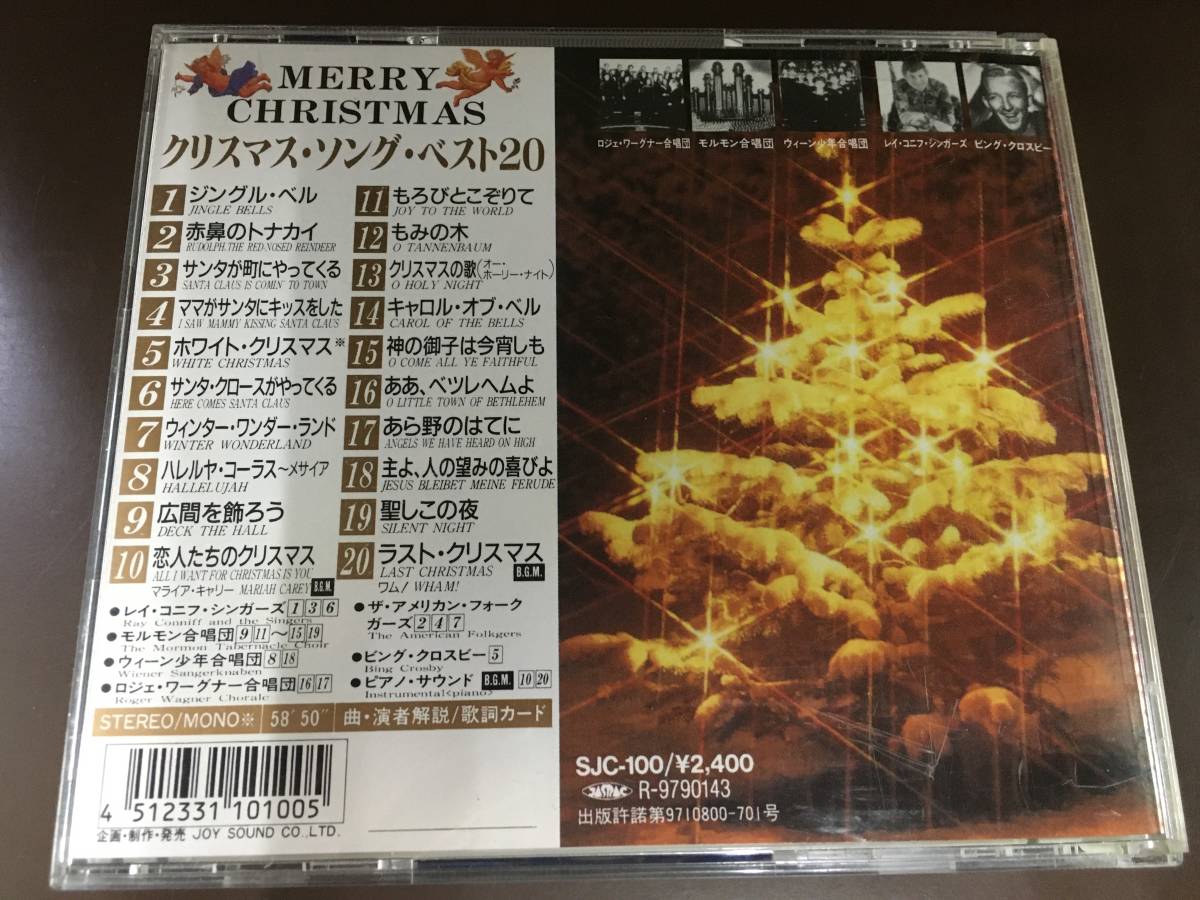 MERRY
CHRISTMAS
クリスマス・ソング・ベスト20
1 ジングル・ベル
JINGLE BELLS
2 赤鼻のトナカイ
RUDOLPH.THE RED-NOSED REINDEER
3 サンタが町にやってくる
SANTA CLAUS IS COMIN' TO TOWN
4 ママがサンタにキッスをした
I SAW MAMMY KISSING SANTA CLAUS
5 ホワイト・クリスマス※
WHITE CHRISTMAS
6 サンタ・クロースがやってくる
HERE COMES SANTA CLAUS
7 ウィンター・ワンダー・ランド
WINTER WONDERLAND
8 ハレルヤ・コーラス〜メサイア
HALLELUJAH
9 広間を飾ろう
DECK THE HALL
10 恋人たちのクリスマス
ALL I WANT FOR CHRISTMAS IS YOU
マライア・キャリー MARIAH CAREY B.G.M.
11 もろびとこぞりて
JOY TO THE WORLD
12 もみの木
O TANNENBAUM
13 クリスマスの歌(オー・ホーリー・ナイト)
O HOLY NIGHT
14 キャロル・オブ・ベル
CAROL OF THE BELLS
15 神の御子は今宵しも
O COME ALL YE FAITHFUL
16 ああ、ベツレヘムよ
O LITTLE TOWN OF BETHLEHEM
17 あら野のはてに
ANGELS WE HAVE HEARD ON HIGH
18 主よ、人の望みの喜びよ
JESUS BLEIBET MEINE FERUDE
19 聖しこの夜
SILENT NIGHT
20 ラスト・クリスマス
LAST CHRISTMAS B.G.M.
ワム! WHAM!
●レイ・コニフ・シンガーズ 1 3 6
Ray Conniff and the Singers
●モルモン合唱団 9 11〜15 19
The Mormon Tabernacle Choir
●ウィーン少年合唱団 8 18
Wiener Sangerknaben
●ロジェ・ワーグナー合唱団 16 17
Roger Wagner Chorale
●ザ・アメリカン・フォーク
ガーズ 2 4 7
The American Folkgers
●ビング・クロスビー 5
Bing Crosby
●ピアノ・サウンド B.G.M. 10 20
Instrumental<piano>
STEREO/MONO※ 58'50" 曲・演者解説/歌詞カード
4 512331 101005
企画・制作・発売 JOY SOUND CO.,LTD.
ロジェ・ワーグナー合唱団 モルモン合唱団 ウィーン少年合唱団 レイ・コニフ・シンガーズ ビング・クロスビー
SJC-100/¥2,400
JASRAC R-9790143
出版許諾第9710800-701号